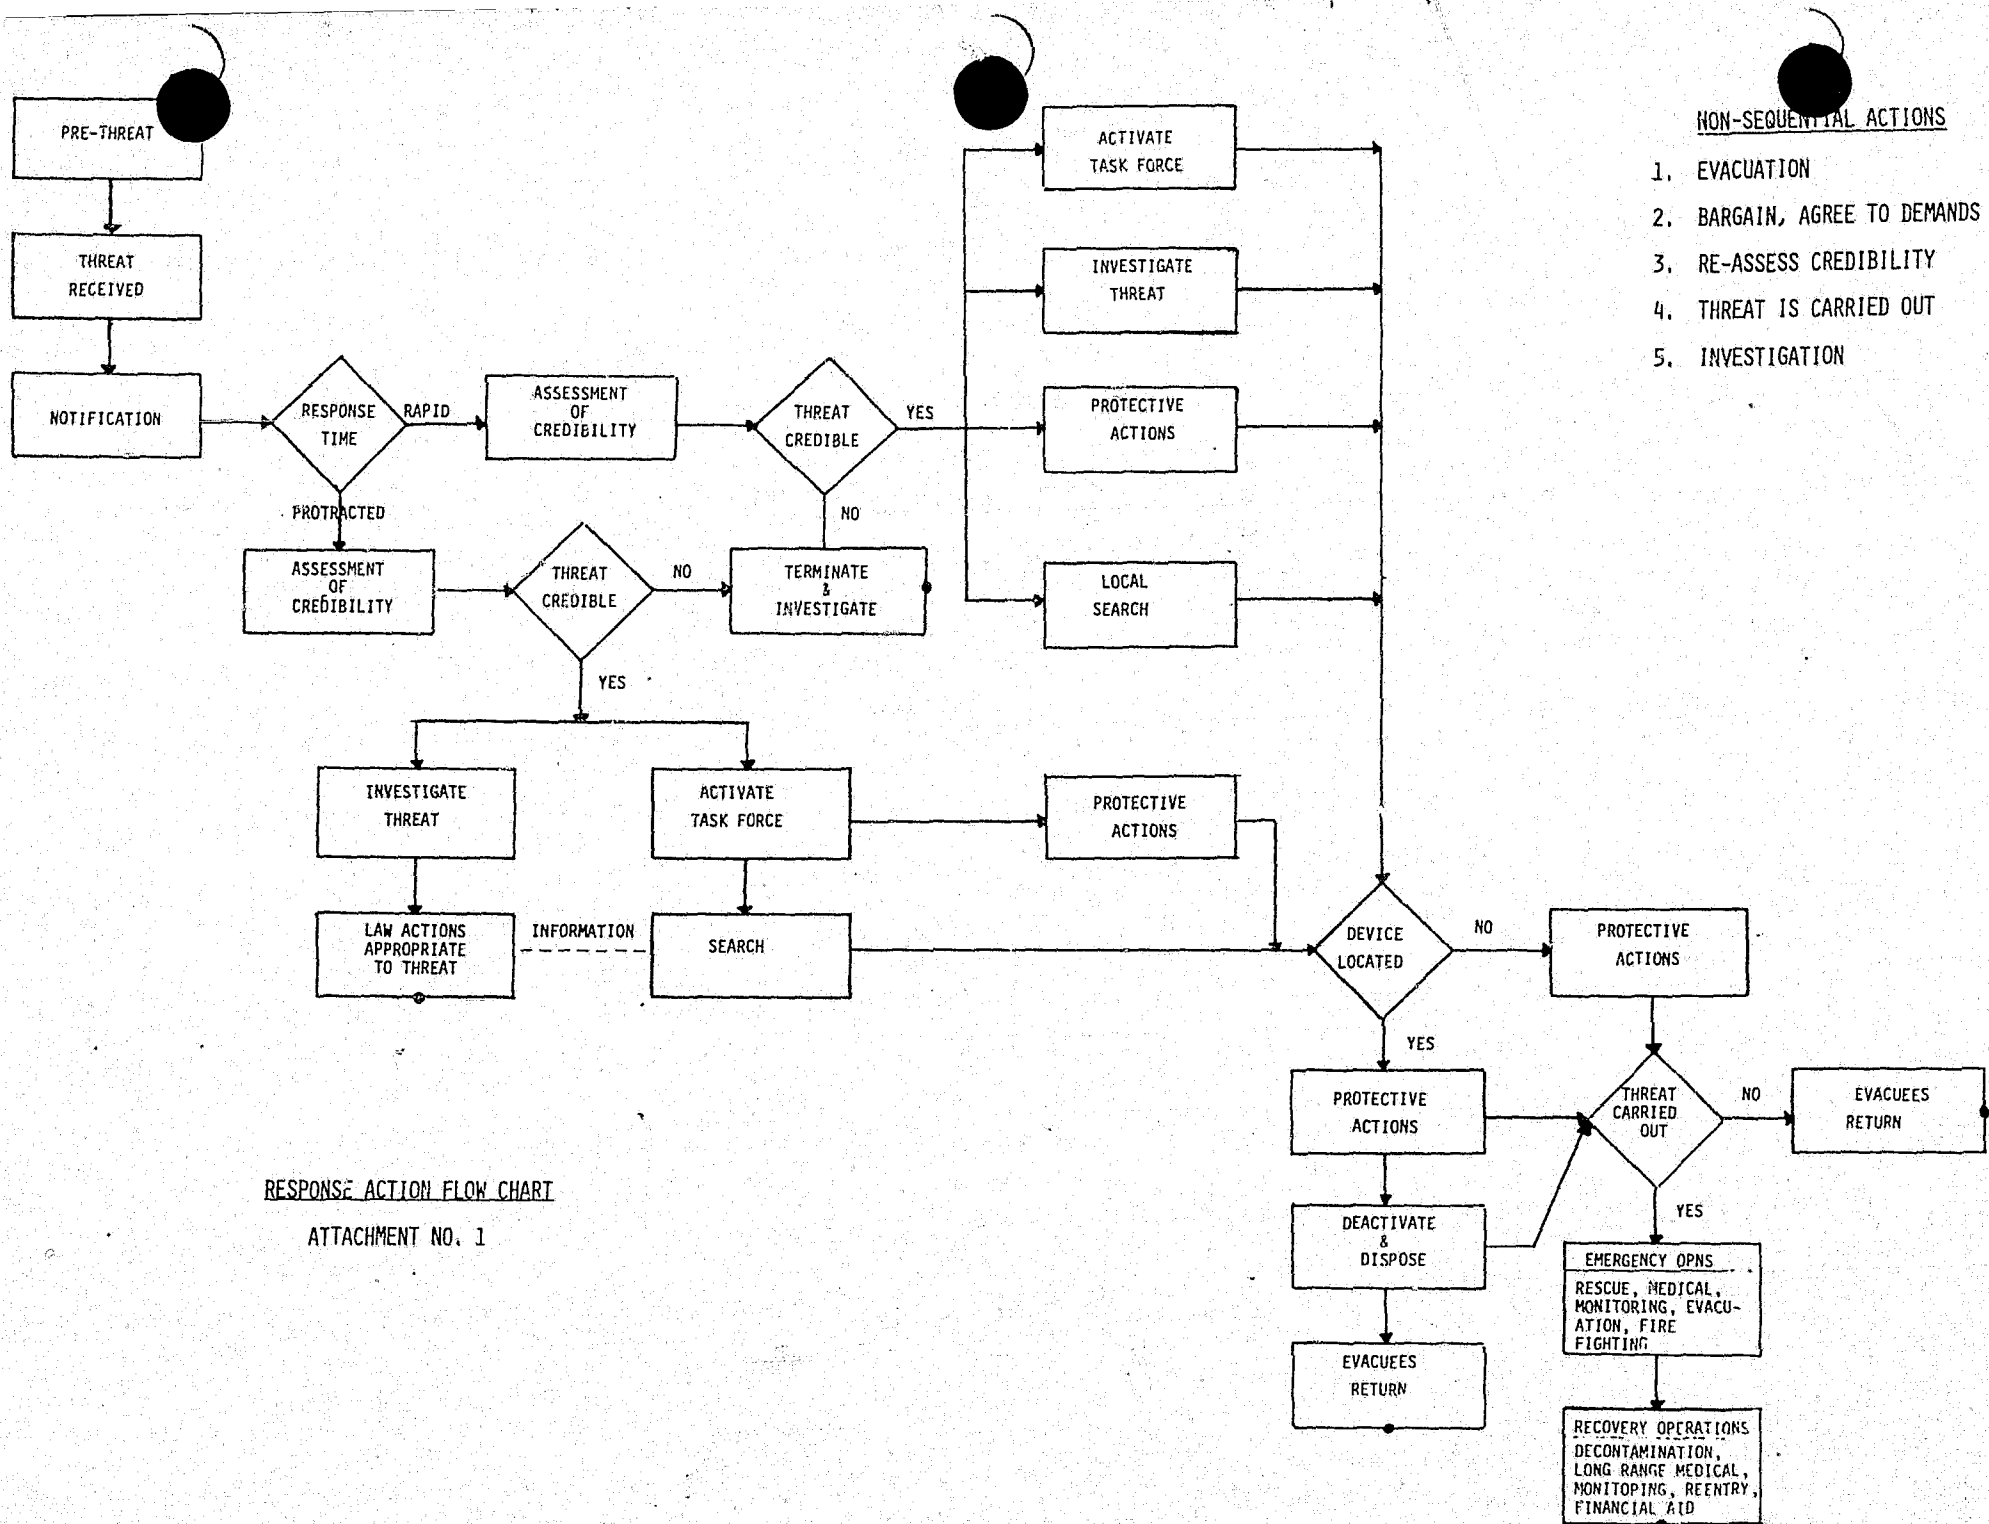 NON-SEQUENTIAL ACTIONS
1. EVACUATION
2. BARGAIN, AGREE TO DEMANDS
3. RE-ASSESS CREDIBILITY
4. THREAT IS CARRIED OUT
5. INVESTIGATION
PRE-THREAT
THREAT
RECEIVED
NOTIFICATION
RESPONSE
TIME
RAPID
ASSESSMENT
OF
CREDIBILITY
THREAT
CREDIBLE
YES
NO
ACTIVATE
TASK FORCE
INVESTIGATE
THREAT
PROTECTIVE
ACTIONS
LOCAL
SEARCH
PROTRACTED
ASSESSMENT
OF
CREDIBILITY
THREAT
CREDIBLE
NO
TERMINATE
&
INVESTIGATE
YES
INVESTIGATE
THREAT
ACTIVATE
TASK FORCE
PROTECTIVE
ACTIONS
LAW ACTIONS
APPROPRIATE
TO THREAT
INFORMATION
SEARCH
DEVICE
LOCATED
NO
PROTECTIVE
ACTIONS
YES
PROTECTIVE
ACTIONS
THREAT
CARRIED
OUT
NO
EVACUEES
RETURN
DEACTIVATE
&
DISPOSE
YES
EMERGENCY OPNS
RESCUE, MEDICAL,
MONITORING, EVACU-
ATION, FIRE
FIGHTING
EVACUEES
RETURN
RECOVERY OPERATIONS
DECONTAMINATION,
LONG RANGE MEDICAL,
MONITOPING, REENTRY,
FINANCIAL AID
RESPONSE ACTION FLOW CHART
ATTACHMENT NO. 1